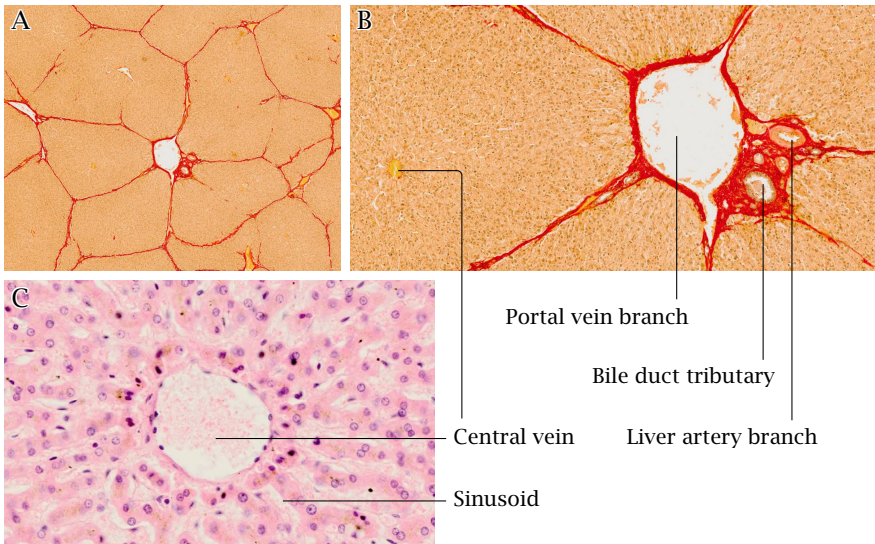 A
B
C
Portal vein branch
Bile duct tributary
Central vein
Liver artery branch
Sinusoid